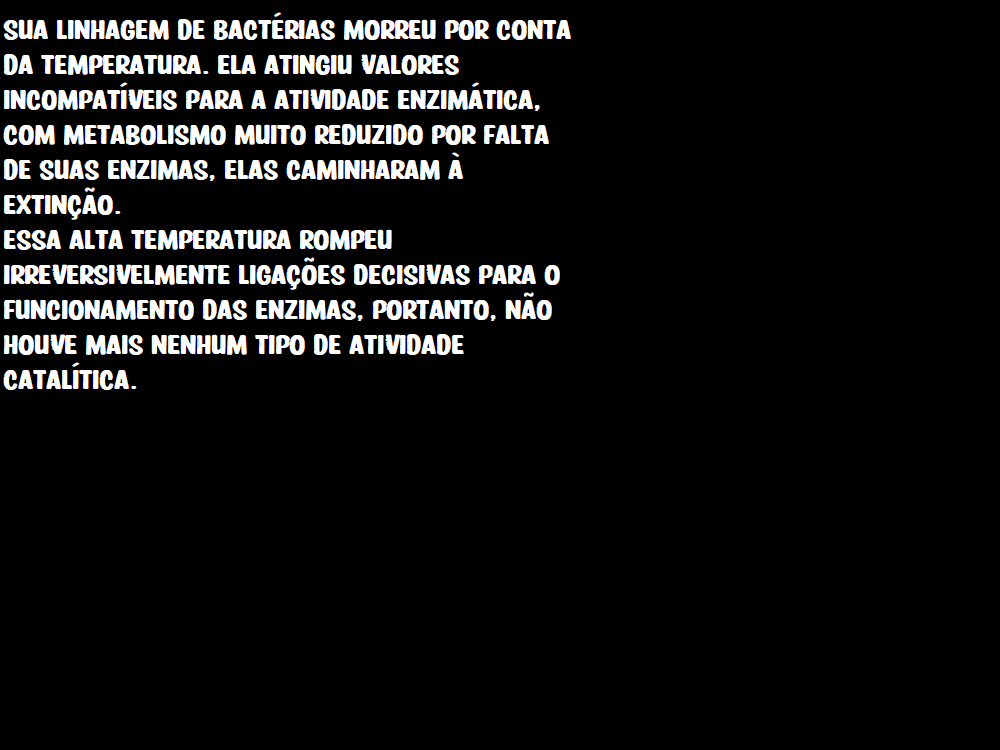 SUA LINHAGEM DE BACTÉRIAS MORREU POR CONTA
DA TEMPERATURA. ELA ATINGIU VALORES
INCOMPATÍVEIS PARA A ATIVIDADE ENZIMÁTICA,
COM METABOLISMO MUITO REDUZIDO POR FALTA
DE SUAS ENZIMAS, ELAS CAMINHARAM À
EXTINÇÃO.
ESSA ALTA TEMPERATURA ROMPEU
IRREVERSIVELMENTE LIGAÇÕES DECISIVAS PARA O
FUNCIONAMENTO DAS ENZIMAS, PORTANTO, NÃO
HOUVE MAIS NENHUM TIPO DE ATIVIDADE
CATALÍTICA.